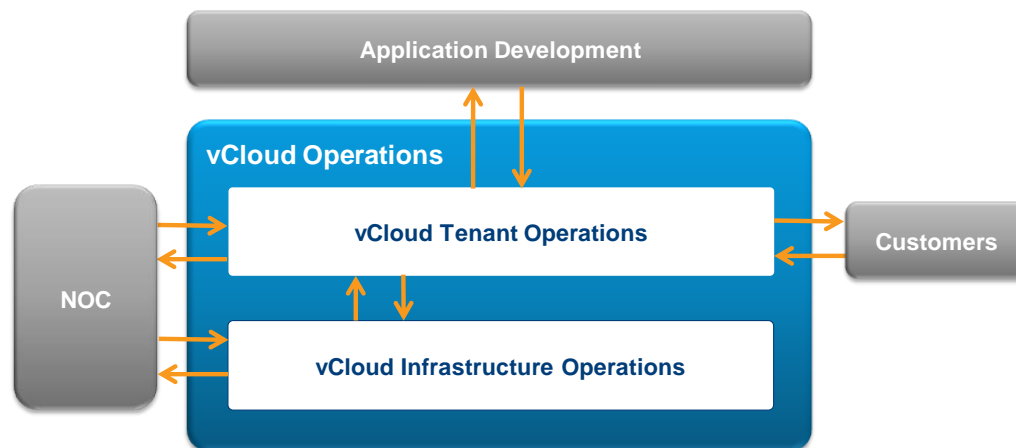 Application Development
vCloud Operations
vCloud Tenant Operations
Customers
NOC
vCloud Infrastructure Operations